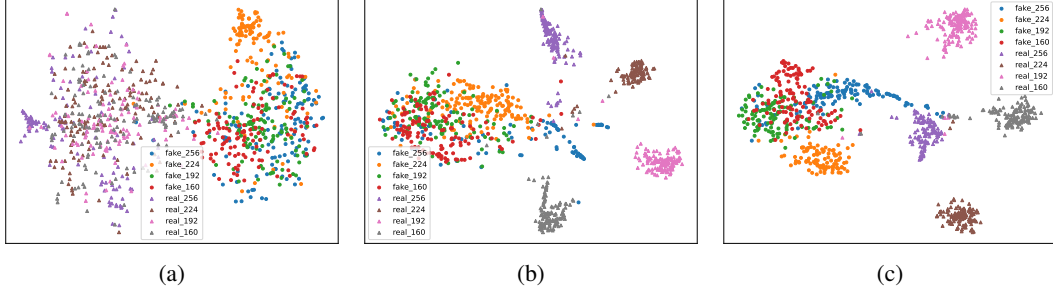 fake_256
fake_224
fake_192
fake_160
real_256
real_224
real_192
real_160
fake_256
fake_224
fake_192
fake_160
real_256
real_224
real_192
real_160
fake_256
fake_224
fake_192
fake_160
real_256
real_224
real_192
real_160
(a)
(b)
(c)